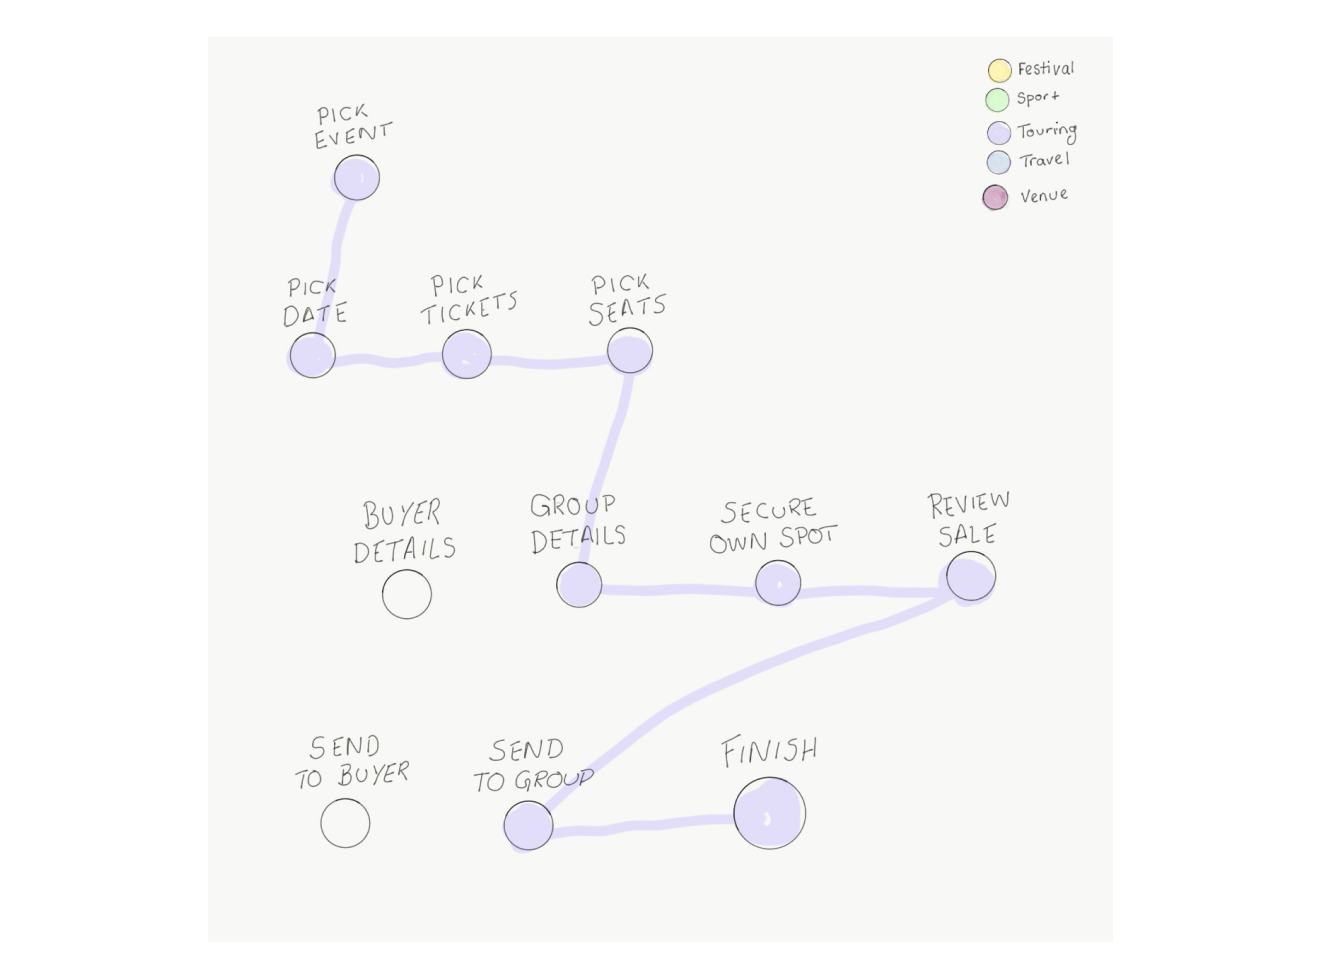 Festival
Sport
Touring
Travel
Venue
PICK
EVENT
PICK
DATE
PICK
TICKETS
PICK
SEATS
BUYER
DETAILS
GROUP
DETAILS
SECURE
OWN SPOT
REVIEW
SALE
SEND
TO BUYER
SEND
TO GROUP
FINISH